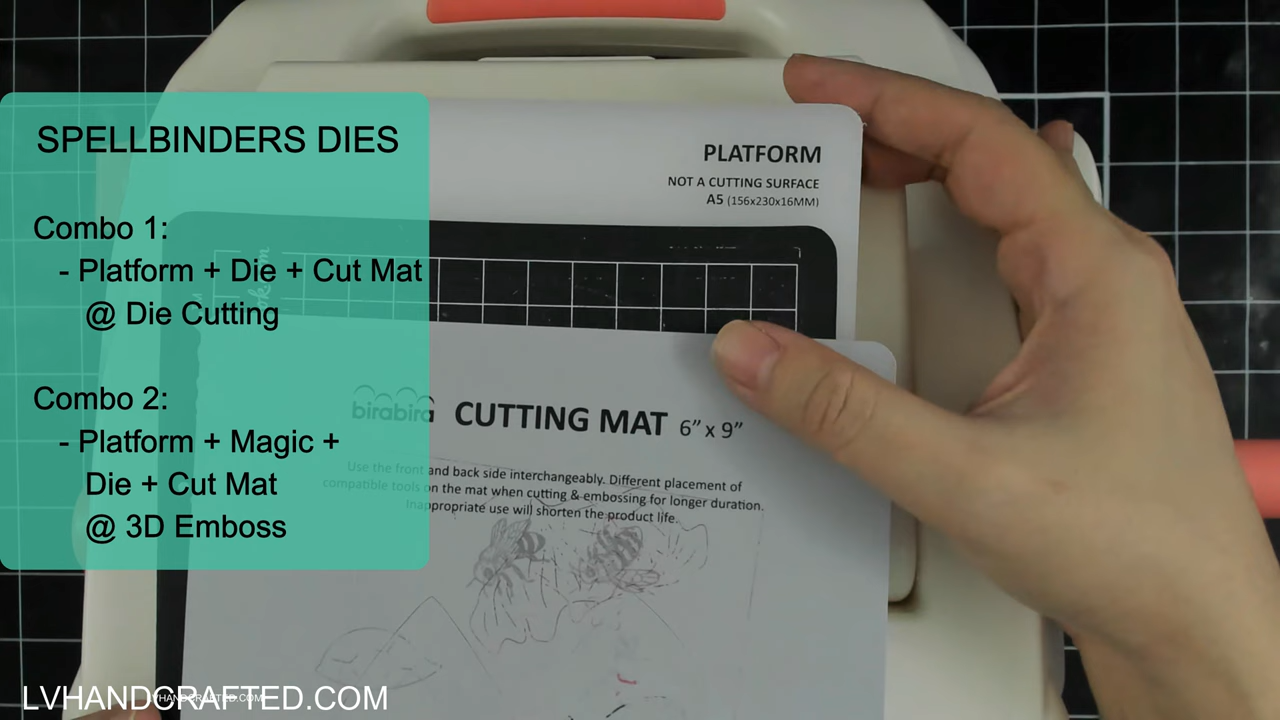 SPELLBINDERS DIES
Combo 1:
- Platform + Die + Cut Mat
@ Die Cutting
Combo 2:
- Platform + Magic +
Die + Cut Mat
@ 3D Emboss
PLATFORM
NOT A CUTTING SURFACE
A5 (156x230x16MM)
birabira CUTTING MAT 6” x 9”
Use the front and back side interchangeably. Different placement of
compatible tools on the mat when cutting & embossing for longer duration.
Inappropriate use will shorten the product life.
LVHANDCRAFTED.COM
LVHANDCRAFTED.COM